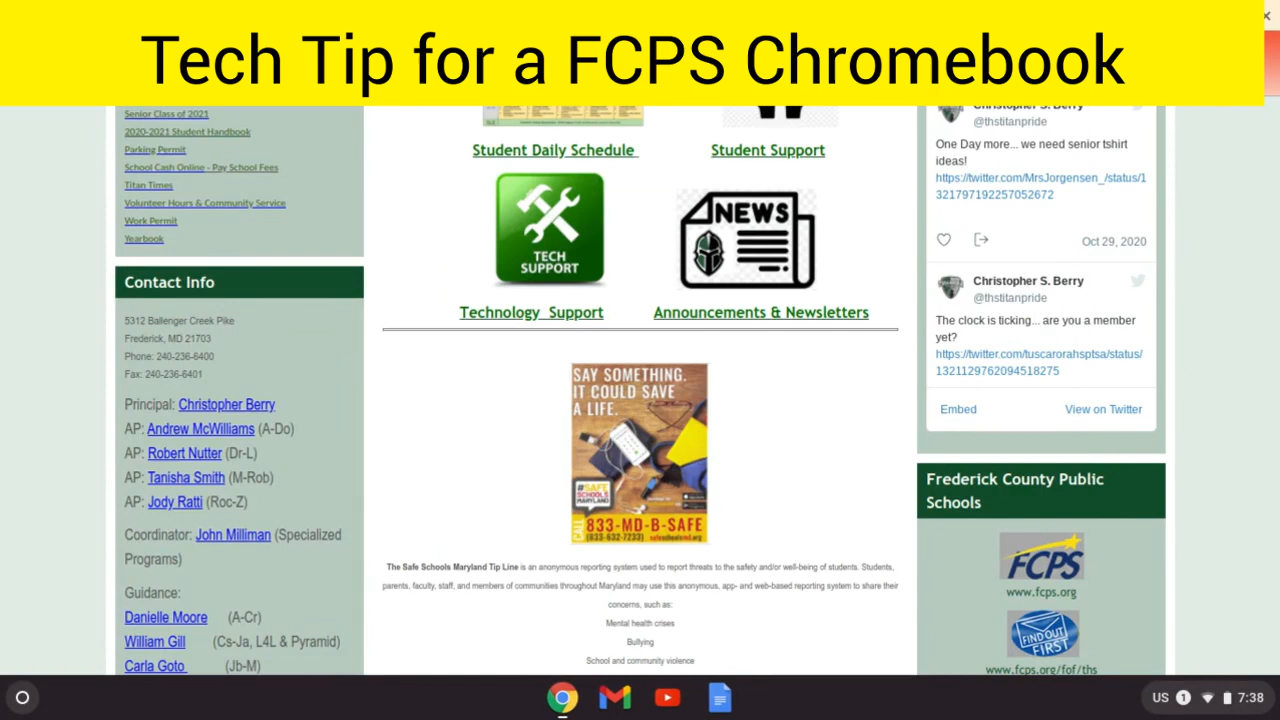 Tech Tip for a FCPS Chromebook
Senior Class of 2021
2020-2021 Student Handbook
Parking Permit
School Cash Online - Pay School Fees
Titan Times
Volunteer Hours & Community Service
Work Permit
Yearbook
Contact Info
5312 Ballenger Creek Pike
Frederick, MD 21703
Phone: 240-236-6400
Fax: 240-236-6401
Principal: Christopher Berry
AP: Andrew McWilliams (A-Do)
AP: Robert Nutter (Dr-L)
AP: Tanisha Smith (M-Rob)
AP: Jody Ratti (Roc-Z)
Coordinator: John Milliman (Specialized
Programs)
Guidance:
Danielle Moore (A-Cr)
William Gill (Cs-Ja, L4L & Pyramid)
Carla Goto (Jb-M)
Student Daily Schedule
Student Support
TECH
SUPPORT
NEWS
Technology Support
Announcements & Newsletters
SAY SOMETHING.
IT COULD SAVE
A LIFE.
#SAFE
SCHOOLS
MARYLAND
CALL
833-MD-B-SAFE
(833-632-7233) safeschoolsmd.org
The Safe Schools Maryland Tip Line is an anonymous reporting system used to report threats to the safety and/or well-being of students. Students,
parents, faculty, staff, and members of communities throughout Maryland may use this anonymous, app- and web-based reporting system to share their
concerns, such as:
Mental health crises
Bullying
School and community violence
Christopher S. Berry
@thstitanpride
One Day more... we need senior tshirt
ideas!
https://twitter.com/MrsJorgensen_/status/1
321797192257052672
Oct 29, 2020
Christopher S. Berry
@thstitanpride
The clock is ticking... are you a member
yet?
https://twitter.com/tuscarorahsptsa/status/
1321129762094518275
Embed
View on Twitter
Frederick County Public
Schools
FCPS
www.fcps.org
FIND OUT
FIRST
www.fcps.org/fof/ths
US 1 7:38